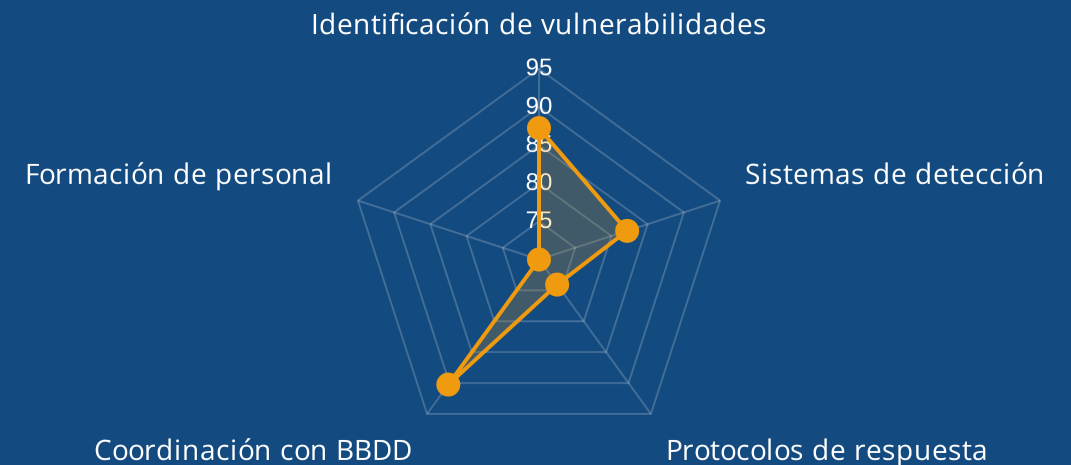 Identificación de vulnerabilidades
95
90
85
80
75
Formación de personal
Sistemas de detección
Coordinación con BBDD
Protocolos de respuesta